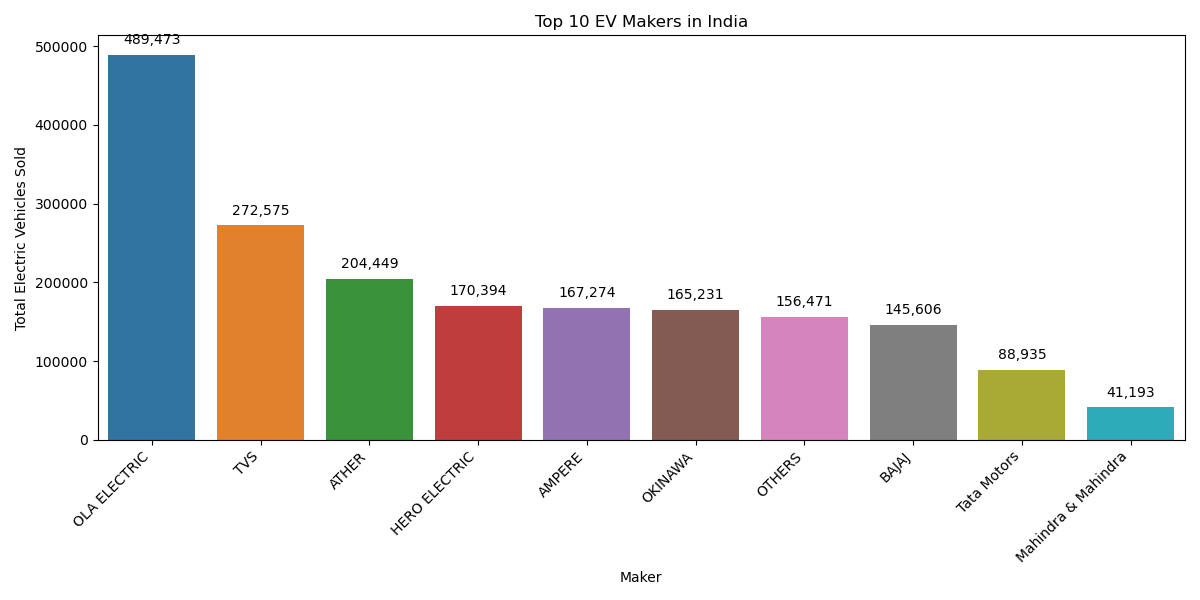 Top 10 EV Makers in India
Total Electric Vehicles Sold
500000
400000
300000
200000
100000
0
489,473
272,575
204,449
170,394
167,274
165,231
156,471
145,606
88,935
41,193
OLA ELECTRIC
TVS
ATHER
HERO ELECTRIC
AMPERE
OKINAWA
OTHERS
BAJAJ
Tata Motors
Mahindra & Mahindra
Maker